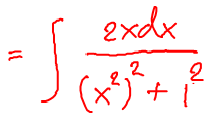 = ∫ 2xdx / (x²)² + 1²